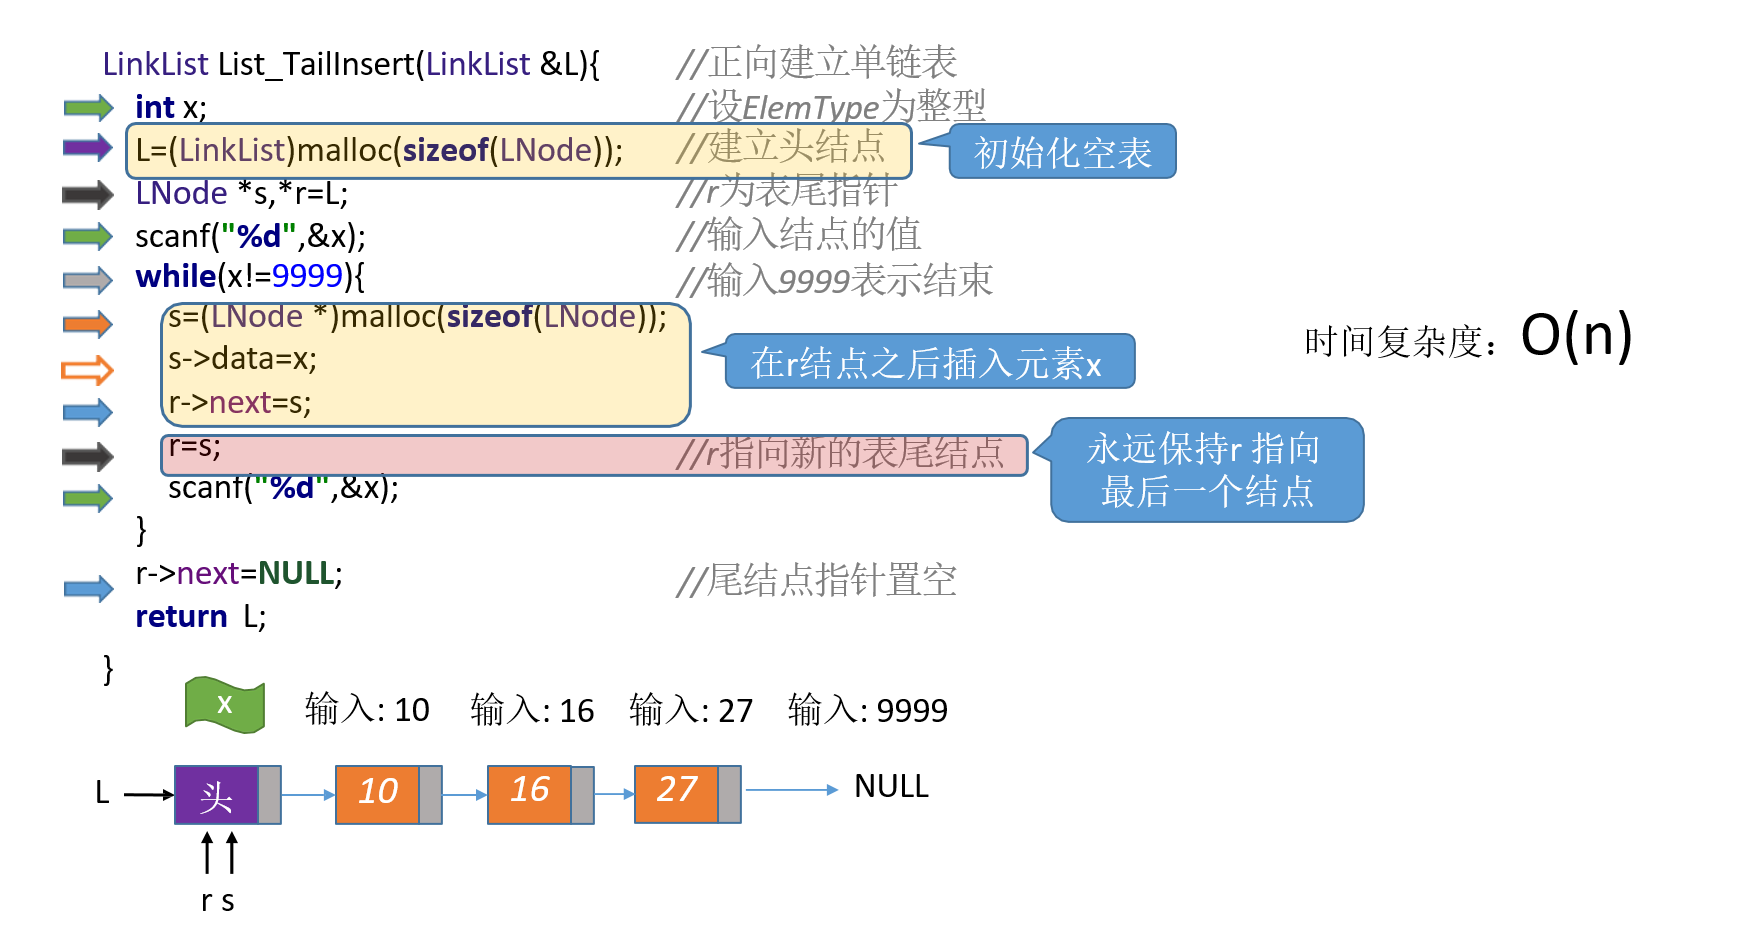 LinkList List_TailInsert(LinkList &L){ //正向建立单链表
int x; //设ElemType为整型
L=(LinkList)malloc(sizeof(LNode)); //建立头结点 初始化空表
LNode *s,*r=L; //r为表尾指针
scanf("%d",&x); //输入结点的值
while(x!=9999){ //输入9999表示结束
s=(LNode *)malloc(sizeof(LNode));
时间复杂度：O(n)
s->data=x; 在r结点之后插入元素x
r->next=s;
r=s; //r指向新的表尾结点 永远保持r 指向
最后一个结点
scanf("%d",&x);
}
r->next=NULL; //尾结点指针置空
return L;
}
X 输入: 10 输入: 16 输入: 27 输入: 9999
L 头 10 16 27 NULL
r s